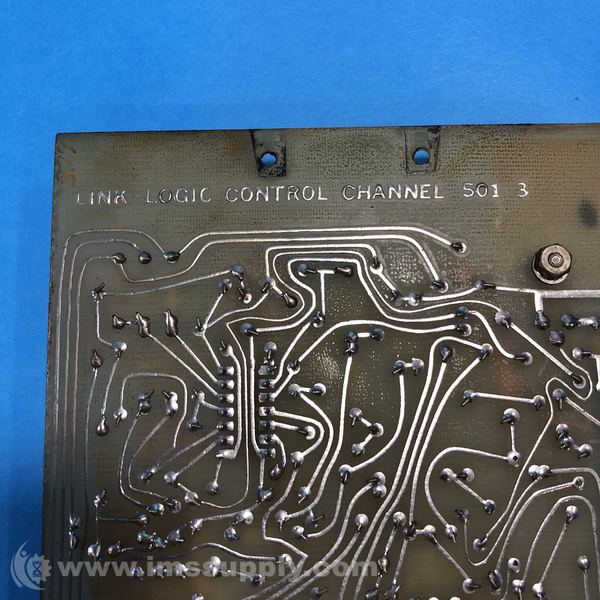 LINK-LOGIC CONTROL CHANNEL 501 3
www.imssupply.com